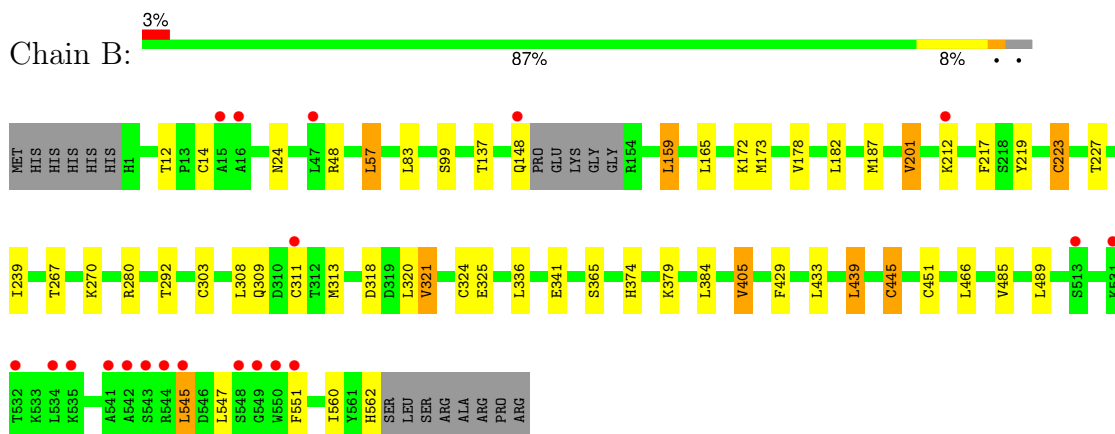 3%
Chain B:
87% 8% • •
MET HIS HIS HIS HIS HIS H1 T12 P13 C14 A15 A16 N24 L47 R48 L57 L83 S99 T137 Q148 PRO GLU LYS GLY GLY R154 L159 L165 K172 M173 V178 L182 M187 V201 K212 F217 S218 Y219 C223 T227
I239 T267 K270 R280 T292 C303 L308 Q309 D310 C311 T312 M313 D318 D319 L320 V321 C324 E325 L336 E341 S365 H374 K379 L384 V405 F429 L433 L439 C445 C451 L466 V485 L489 S513 K531
T532 K533 L534 K535 A541 A542 S543 R544 L545 D546 L547 S548 G549 W550 F551 I560 Y561 H562 SER LEU SER ARG ALA ARG PRO ARG